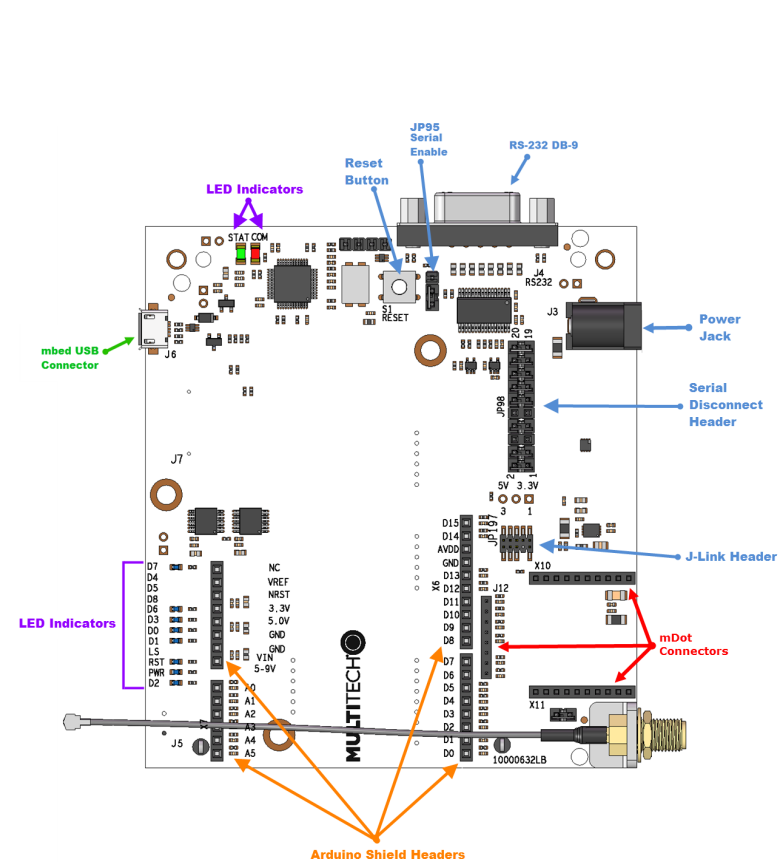 JP95
Serial
Enable
RS-232 DB-9
Reset
Button
LED Indicators
STAT COM
J4
RS232
S1
RESET
J3
Power
Jack
mbed USB
Connector
J6
20
19
JP98
Serial
Disconnect
Header
J7
2
1
5V 3.3V
3
1
JP197
J-Link Header
D15
D14
AVDD
GND
D13
D12
D11
D10
D9
D8
X6
J12
X10
D7
D4
D5
D8
D6
D3
D0
D1
LS
RST
PWR
D2
LED Indicators
NC
VREF
NRST
3.3V
5.0V
GND
GND
VIN
5-9V
mDot
Connectors
D7
D6
D5
D4
D3
D2
D1
D0
A0
A1
A2
A3
A4
A5
X7
X11
J5
MULTITECH
10000632LB
Arduino Shield Headers